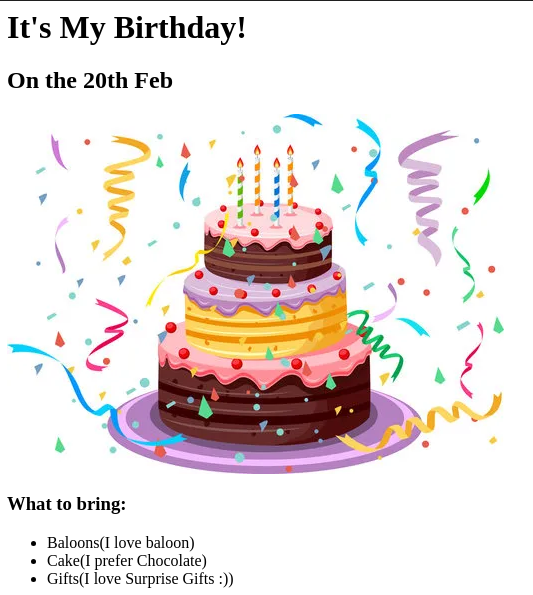 It's My Birthday!
On the 20th Feb
What to bring:
Baloons(I love baloon)
Cake(I prefer Chocolate)
Gifts(I love Surprise Gifts :))